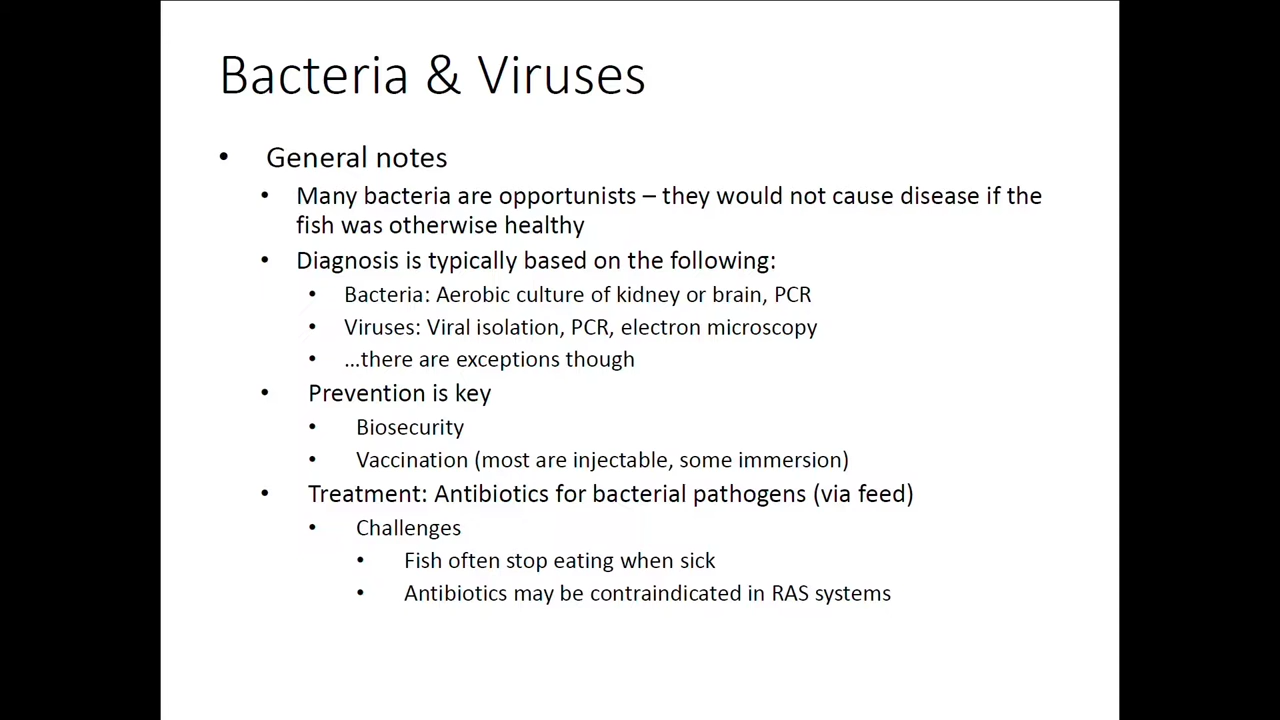 Bacteria & Viruses
• General notes
• Many bacteria are opportunists – they would not cause disease if the
fish was otherwise healthy
• Diagnosis is typically based on the following:
• Bacteria: Aerobic culture of kidney or brain, PCR
• Viruses: Viral isolation, PCR, electron microscopy
• …there are exceptions though
• Prevention is key
• Biosecurity
• Vaccination (most are injectable, some immersion)
• Treatment: Antibiotics for bacterial pathogens (via feed)
• Challenges
• Fish often stop eating when sick
• Antibiotics may be contraindicated in RAS systems